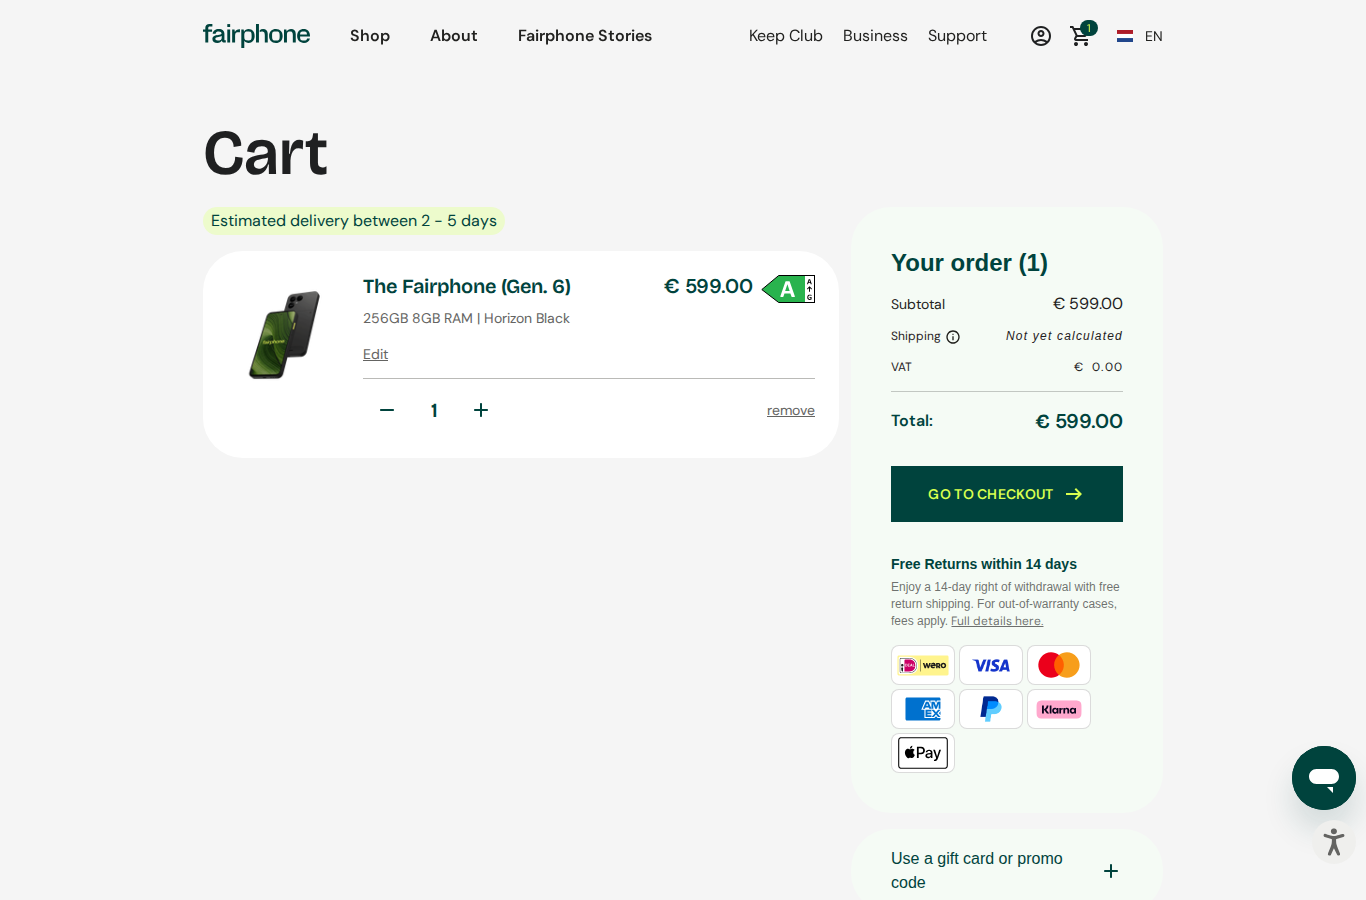 fairphone Shop About Fairphone Stories Keep Club Business Support 1 EN
Cart
Estimated delivery between 2 - 5 days
The Fairphone (Gen. 6) € 599.00 A A G
256GB 8GB RAM | Horizon Black
fairphone
Edit
1 remove
Your order (1)
Subtotal € 599.00
Shipping Not yet calculated
VAT € 0.00
Total: € 599.00
GO TO CHECKOUT
Free Returns within 14 days
Enjoy a 14-day right of withdrawal with free
return shipping. For out-of-warranty cases,
fees apply. Full details here.
iDEAL wero VISA
AM EX Klarna
Pay
Use a gift card or promo
code